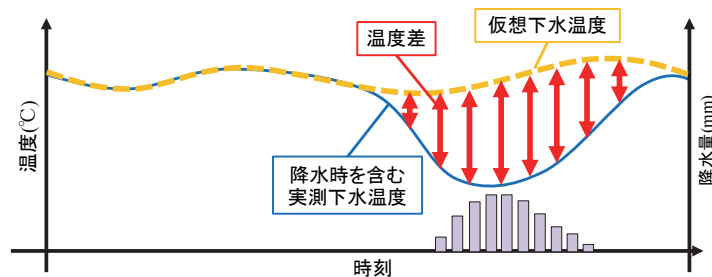 仮想下水温度
温度差
温度(℃)
降水量(mm)
降水時を含む
実測下水温度
時刻